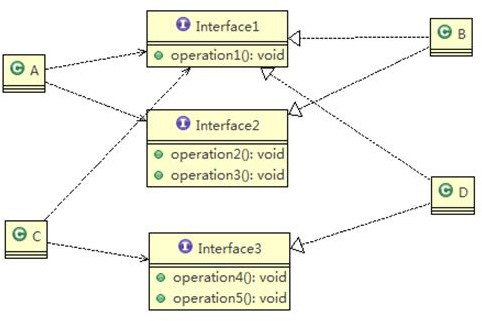 I Interface1
operation1(): void
C B
C A
I Interface2
operation2(): void
operation3(): void
C D
C C
I Interface3
operation4(): void
operation5(): void